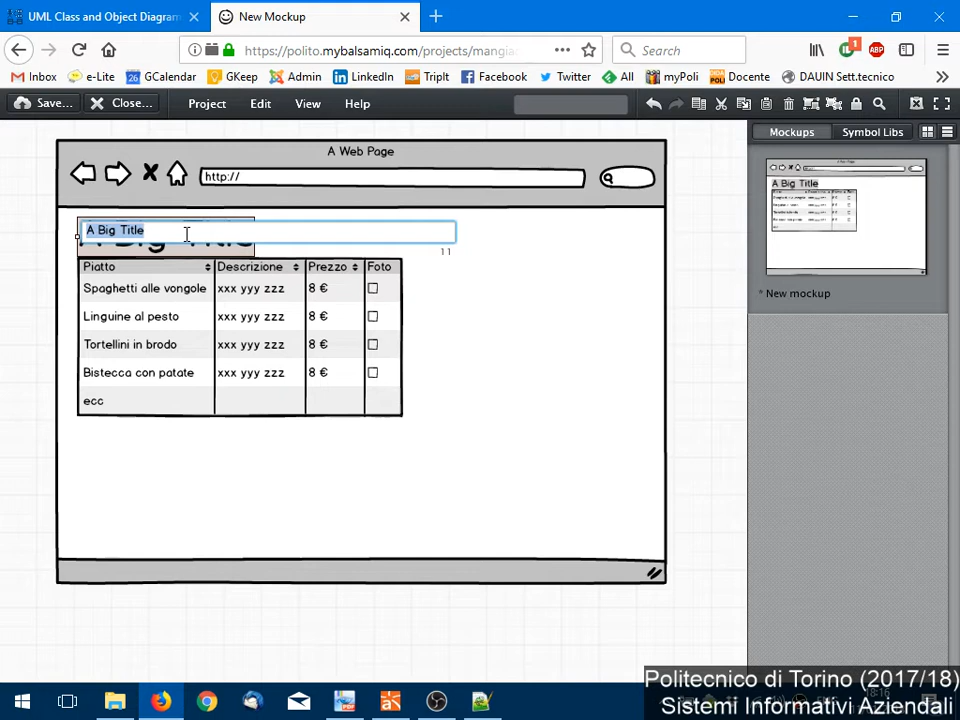 UML Class and Object Diagram
New Mockup
https://polito.mybalsamiq.com/projects/mangiar
Search
Inbox
e-Lite
GCalendar
GKeep
Admin
LinkedIn
TripIt
Facebook
Twitter
All
myPoli
Docente
DAUIN Sett.tecnico
Save...
Close...
Project
Edit
View
Help
Mockups
Symbol Libs
A Web Page
http://
A Big Title
11
Piatto Descrizione Prezzo Foto
Spaghetti alle vongole xxx yyy zzz 8 €
Linguine al pesto xxx yyy zzz 8 €
Tortellini in brodo xxx yyy zzz 8 €
Bistecca con patate xxx yyy zzz 8 €
ecc
A Big Title
* New mockup
Politecnico di Torino (2017/18)
Sistemi Informativi Aziendali
18:16